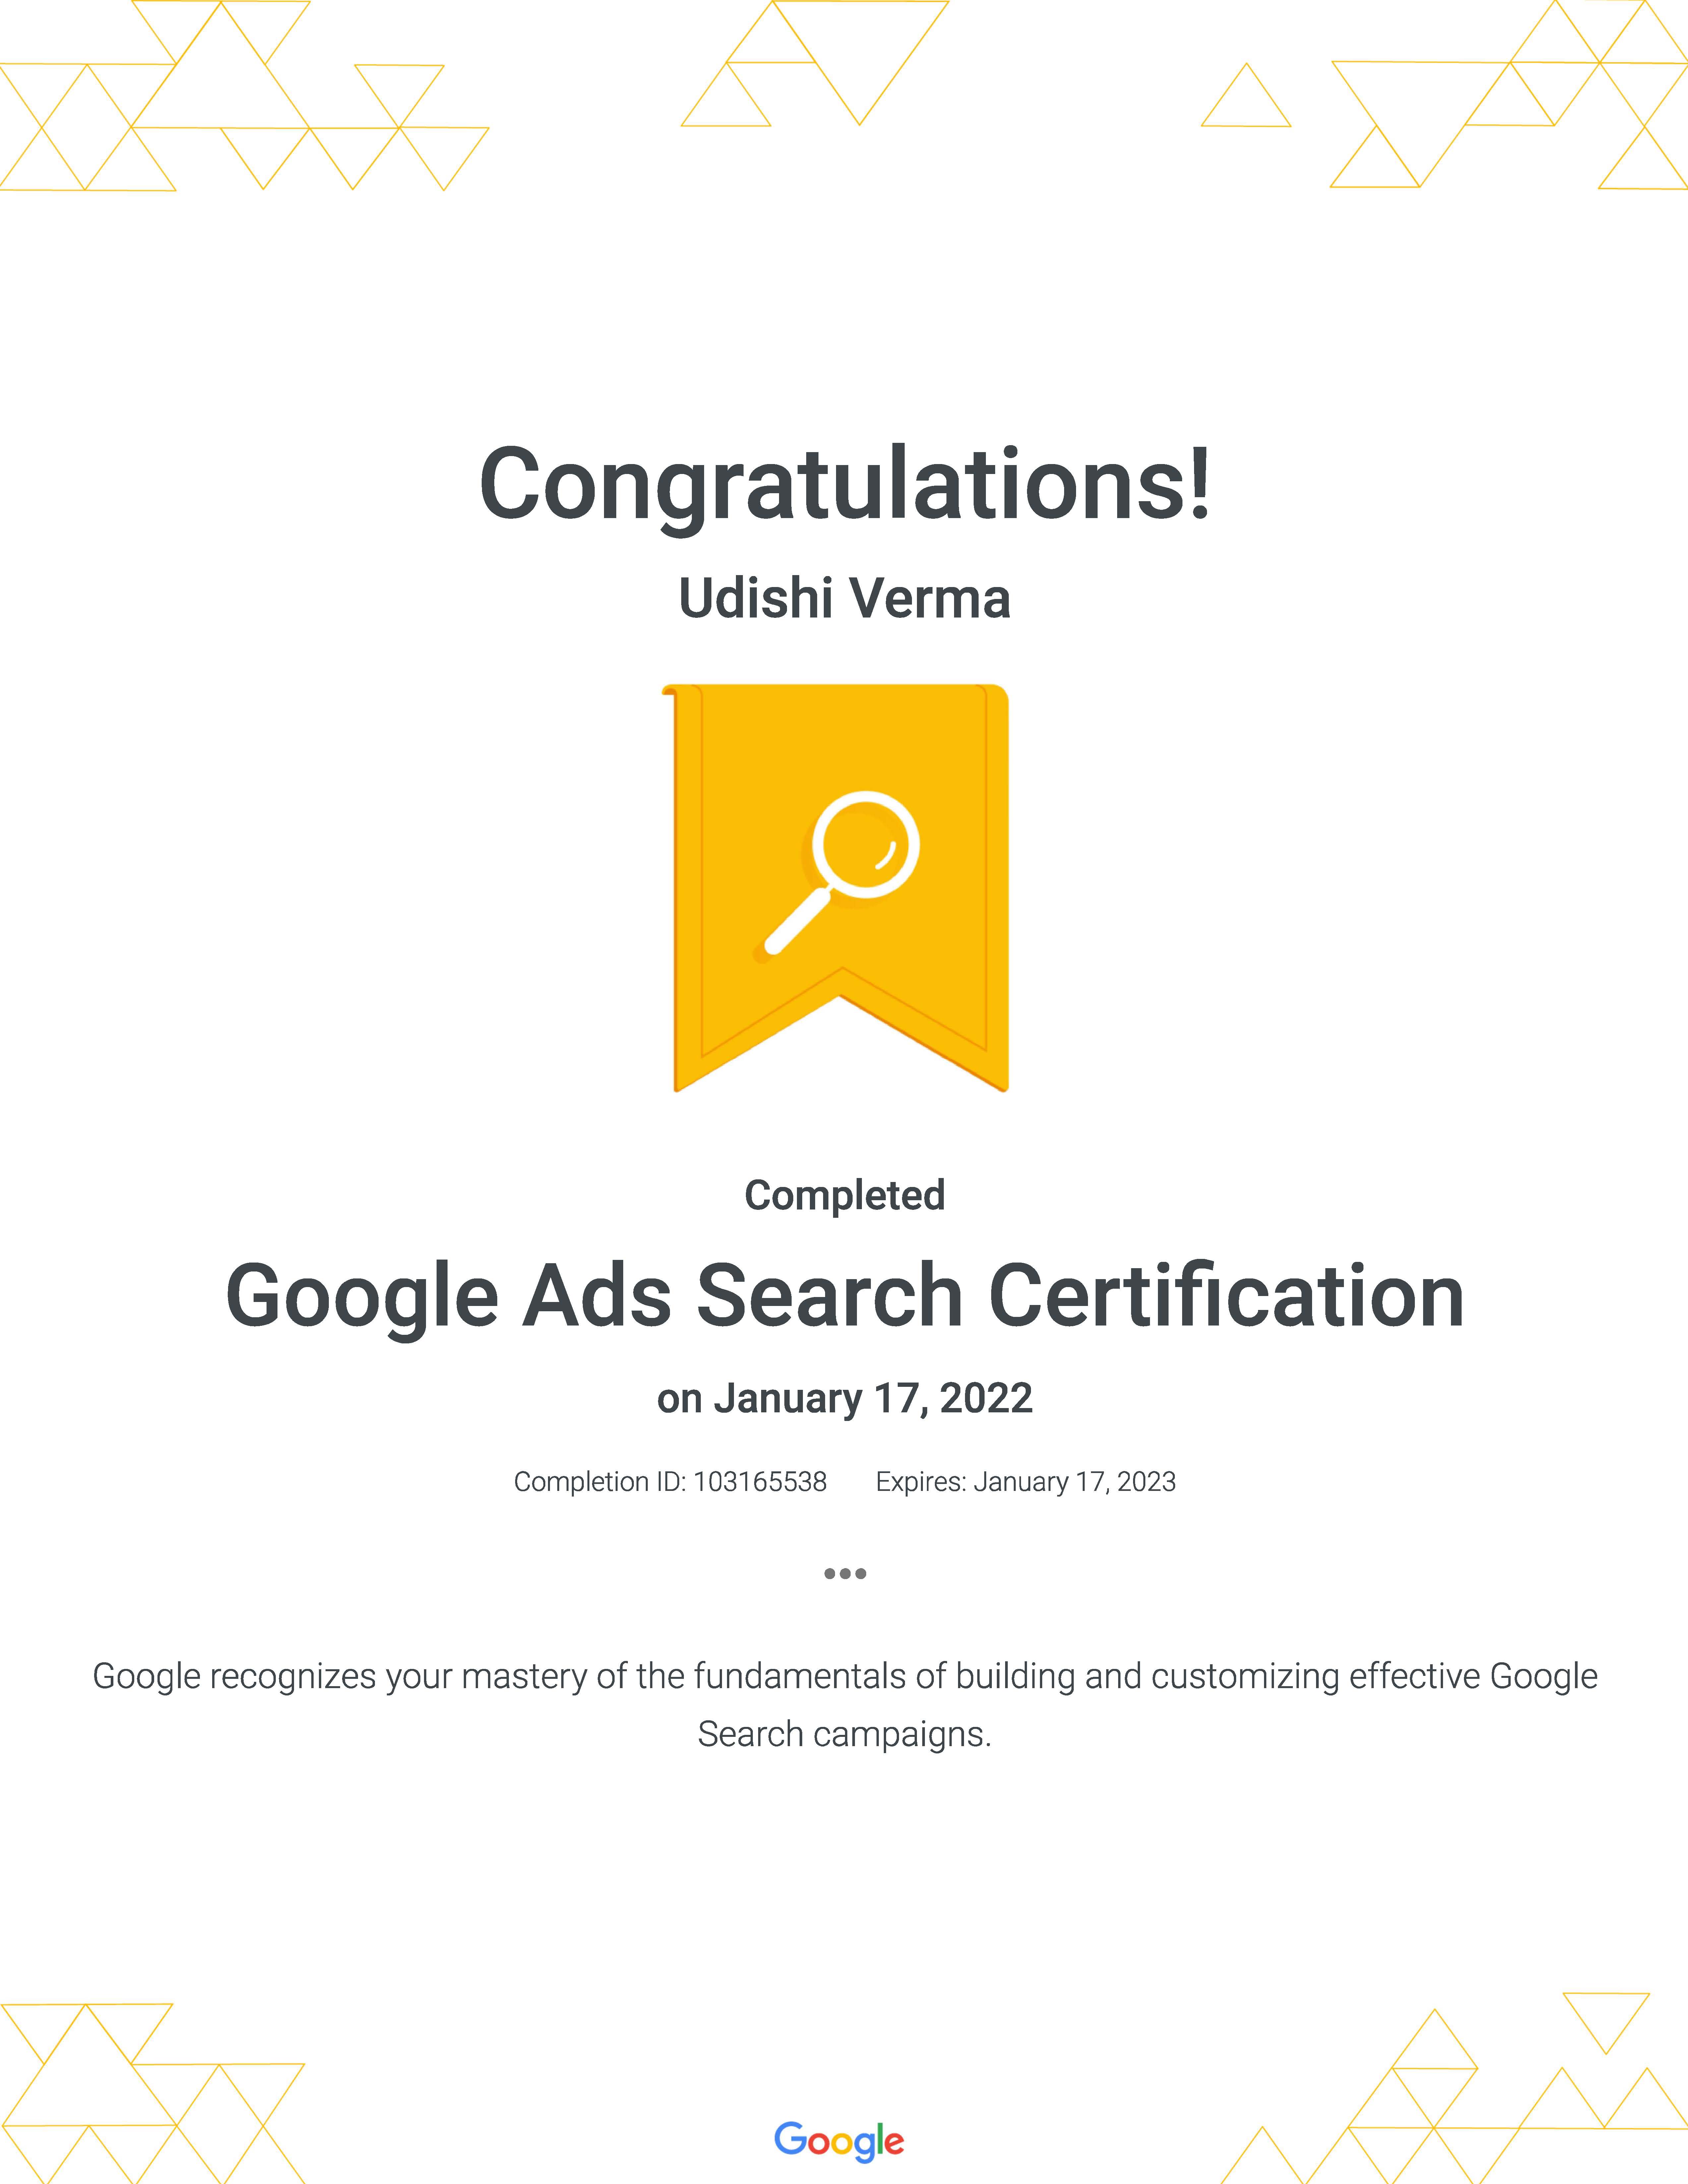 Congratulations!
Udishi Verma
Completed
Google Ads Search Certification
on January 17, 2022
Completion ID: 103165538 Expires: January 17, 2023
•••
Google recognizes your mastery of the fundamentals of building and customizing effective Google
Search campaigns.
Google